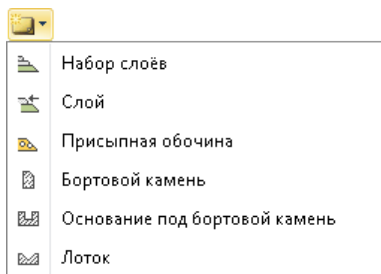 Набор слоёв
Слой
Присыпная обочина
Бортовой камень
Основание под бортовой камень
Лоток